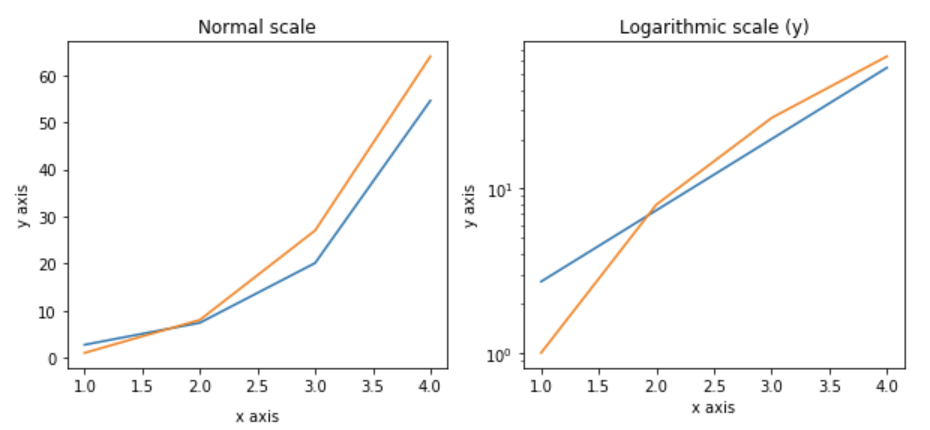 Normal scale
60
50
40
30
20
10
0
y axis
1.0 1.5 2.0 2.5 3.0 3.5 4.0
x axis
Logarithmic scale (y)
10¹
10⁰
y axis
1.0 1.5 2.0 2.5 3.0 3.5 4.0
x axis